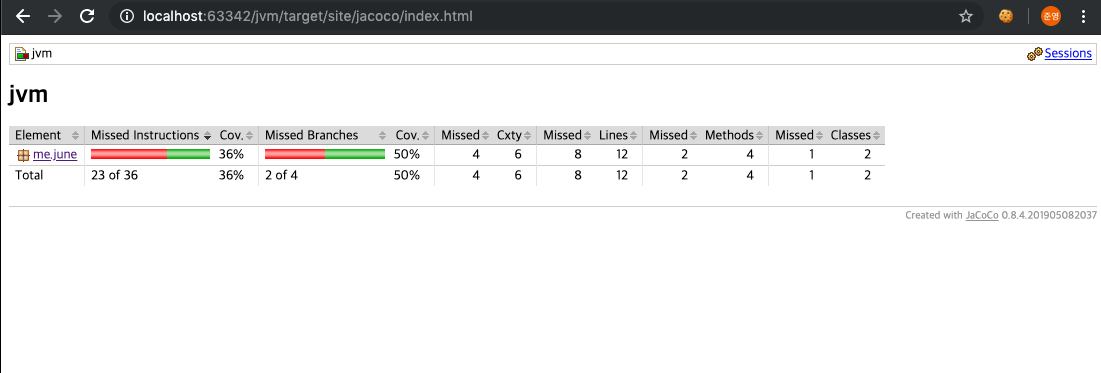 localhost:63342/jvm/target/site/jacoco/index.html 준영
jvm Sessions
jvm
Element Missed Instructions Cov. Missed Branches Cov. Missed Cxty Missed Lines Missed Methods Missed Classes
me.june 36% 50% 4 6 8 12 2 4 1 2
Total 23 of 36 36% 2 of 4 50% 4 6 8 12 2 4 1 2
Created with JaCoCo 0.8.4.201905082037